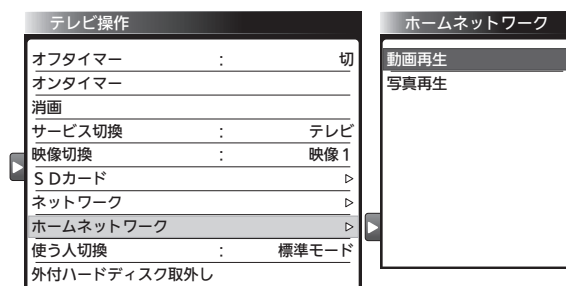 テレビ操作
オフタイマー : 切
オンタイマー
消画
サービス切換 : テレビ
映像切換 : 映像1
SDカード
ネットワーク
ホームネットワーク
使う人切換 : 標準モード
外付ハードディスク取外し
ホームネットワーク
動画再生
写真再生